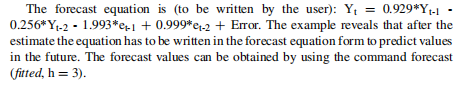 The forecast equation is (to be written by the user): Yₜ = 0.929*Yₜ₋₁ -
0.256*Yₜ₋₂ - 1.993*eₜ₋₁ + 0.999*eₜ₋₂ + Error. The example reveals that after the
estimate the equation has to be written in the forecast equation form to predict values
in the future. The forecast values can be obtained by using the command forecast
(fitted, h = 3).